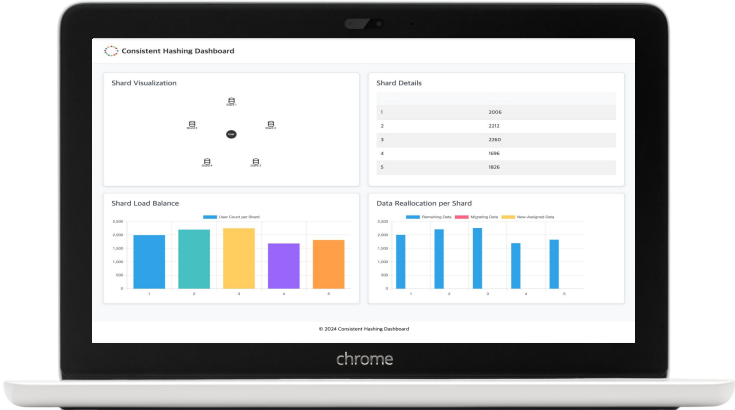 Consistent Hashing Dashboard
Shard Visualization
Shard Details
1 2006
2 2212
3 2260
4 1696
5 1826
Shard Load Balance
User Count per Shard
2,500
2,000
1,500
1,000
500
0
1 2 3 4 5
Data Reallocation per Shard
Remaining Data Migrating Data New-Assigned Data
2,500
2,000
1,500
1,000
500
0
1 2 3 4 5
© 2024 Consistent Hashing Dashboard
chrome